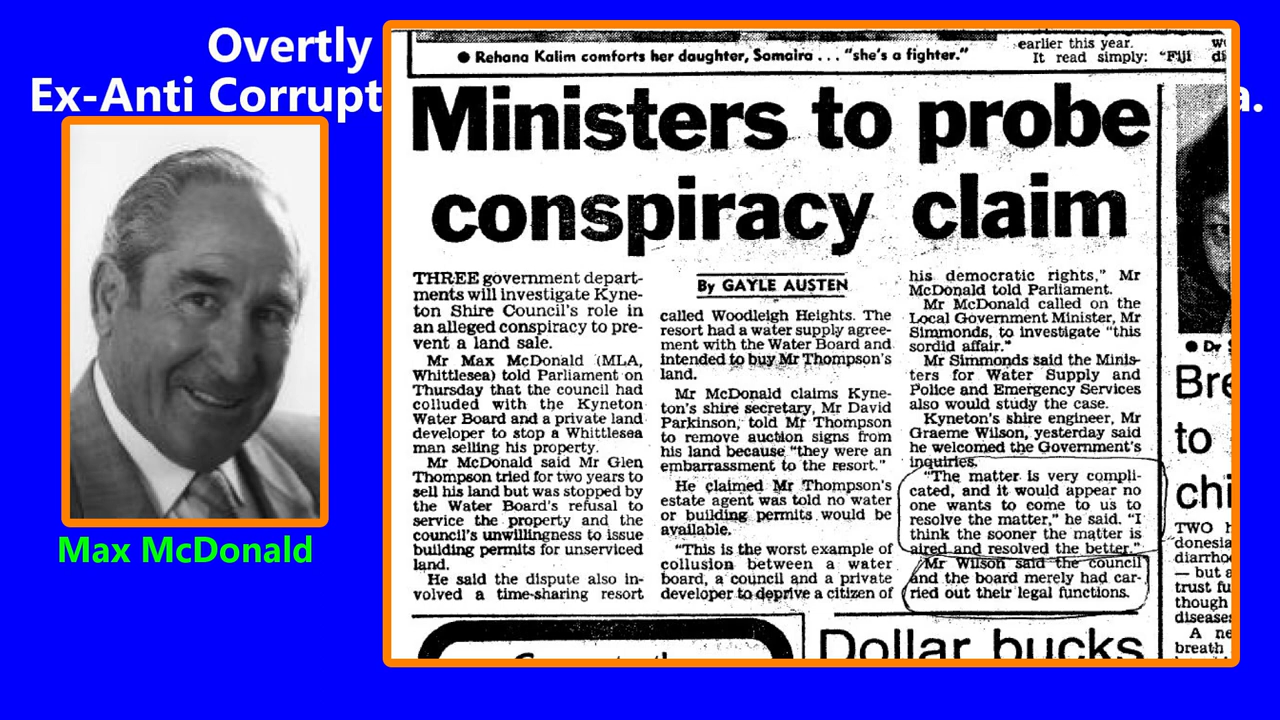 Overtly
Ex-Anti Corrupt
a.
Max McDonald
● Rehana Kalim comforts her daughter, Somaira . . . "she's a fighter."
earlier this year.
It read simply: "Fiji
Ministers to probe
conspiracy claim
THREE government depart-
ments will investigate Kyne-
ton Shire Council's role in
an alleged conspiracy to pre-
vent a land sale.
Mr Max McDonald (MLA,
Whittlesea) told Parliament on
Thursday that the council had
colluded with the Kyneton
Water Board and a private land
developer to stop a Whittlesea
man selling his property.
Mr McDonald said Mr Glen
Thompson tried for two years to
sell his land but was stopped by
the Water Board's refusal to
service the property and the
council's unwillingness to issue
building permits for unserviced
land.
He said the dispute also in-
volved a time-sharing resort
By GAYLE AUSTEN
called Woodleigh Heights. The
resort had a water supply agree-
ment with the Water Board and
intended to buy Mr Thompson's
land.
Mr McDonald claims Kyne-
ton's shire secretary, Mr David
Parkinson, told Mr Thompson
to remove auction signs from
his land because "they were an
embarrassment to the resort."
He claimed Mr Thompson's
estate agent was told no water
or building permits would be
available.
"This is the worst example of
collusion between a water
board, a council and a private
developer to deprive a citizen of
his democratic rights," Mr
McDonald told Parliament.
Mr McDonald called on the
Local Government Minister, Mr
Simmonds, to investigate "this
sordid affair."
Mr Simmonds said the Minis-
ters for Water Supply and
Police and Emergency Services
also would study the case.
Kyneton's shire engineer, Mr
Graeme Wilson, yesterday said
he welcomed the Government's
inquiries.
"The matter is very compli-
cated, and it would appear no
one wants to come to us to
resolve the matter," he said. "I
think the sooner the matter is
aired and resolved the better."
Mr Wilson said the council
and the board merely had car-
ried out their legal functions.
Dollar bucks
● Dr
Bre
to
chi
TWO
donesia
diarrho
— but a
trust fu
though
disease
A ne
breath